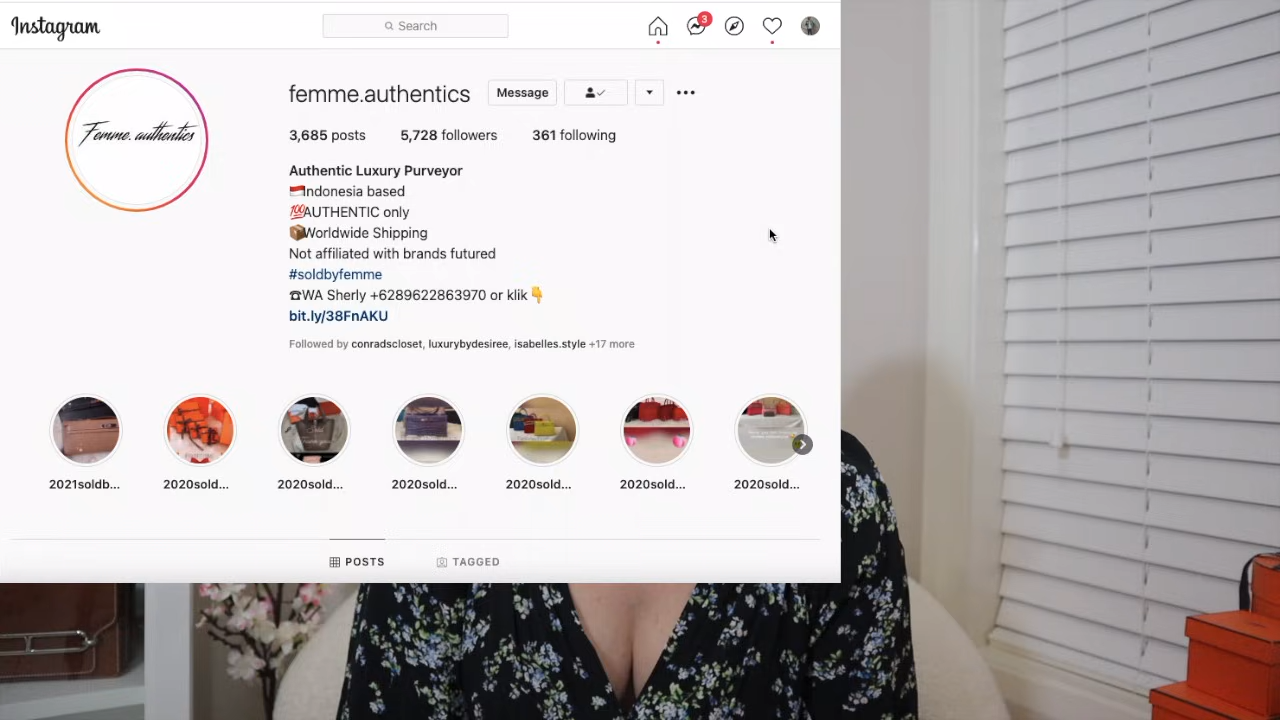 Instagram
Search
3
Femme.authentics
femme.authentics Message
3,685 posts 5,728 followers 361 following
Authentic Luxury Purveyor
🇮🇩Indonesia based
💯AUTHENTIC only
📦Worldwide Shipping
Not affiliated with brands futured
#soldbyfemme
☎WA Sherly +6289622863970 or klik👇
bit.ly/38FnAKU
Followed by conradscloset, luxurybydesiree, isabelles.style +17 more
2021soldb... 2020sold... 2020sold... 2020sold... 2020sold... 2020sold... 2020sold...
POSTS TAGGED